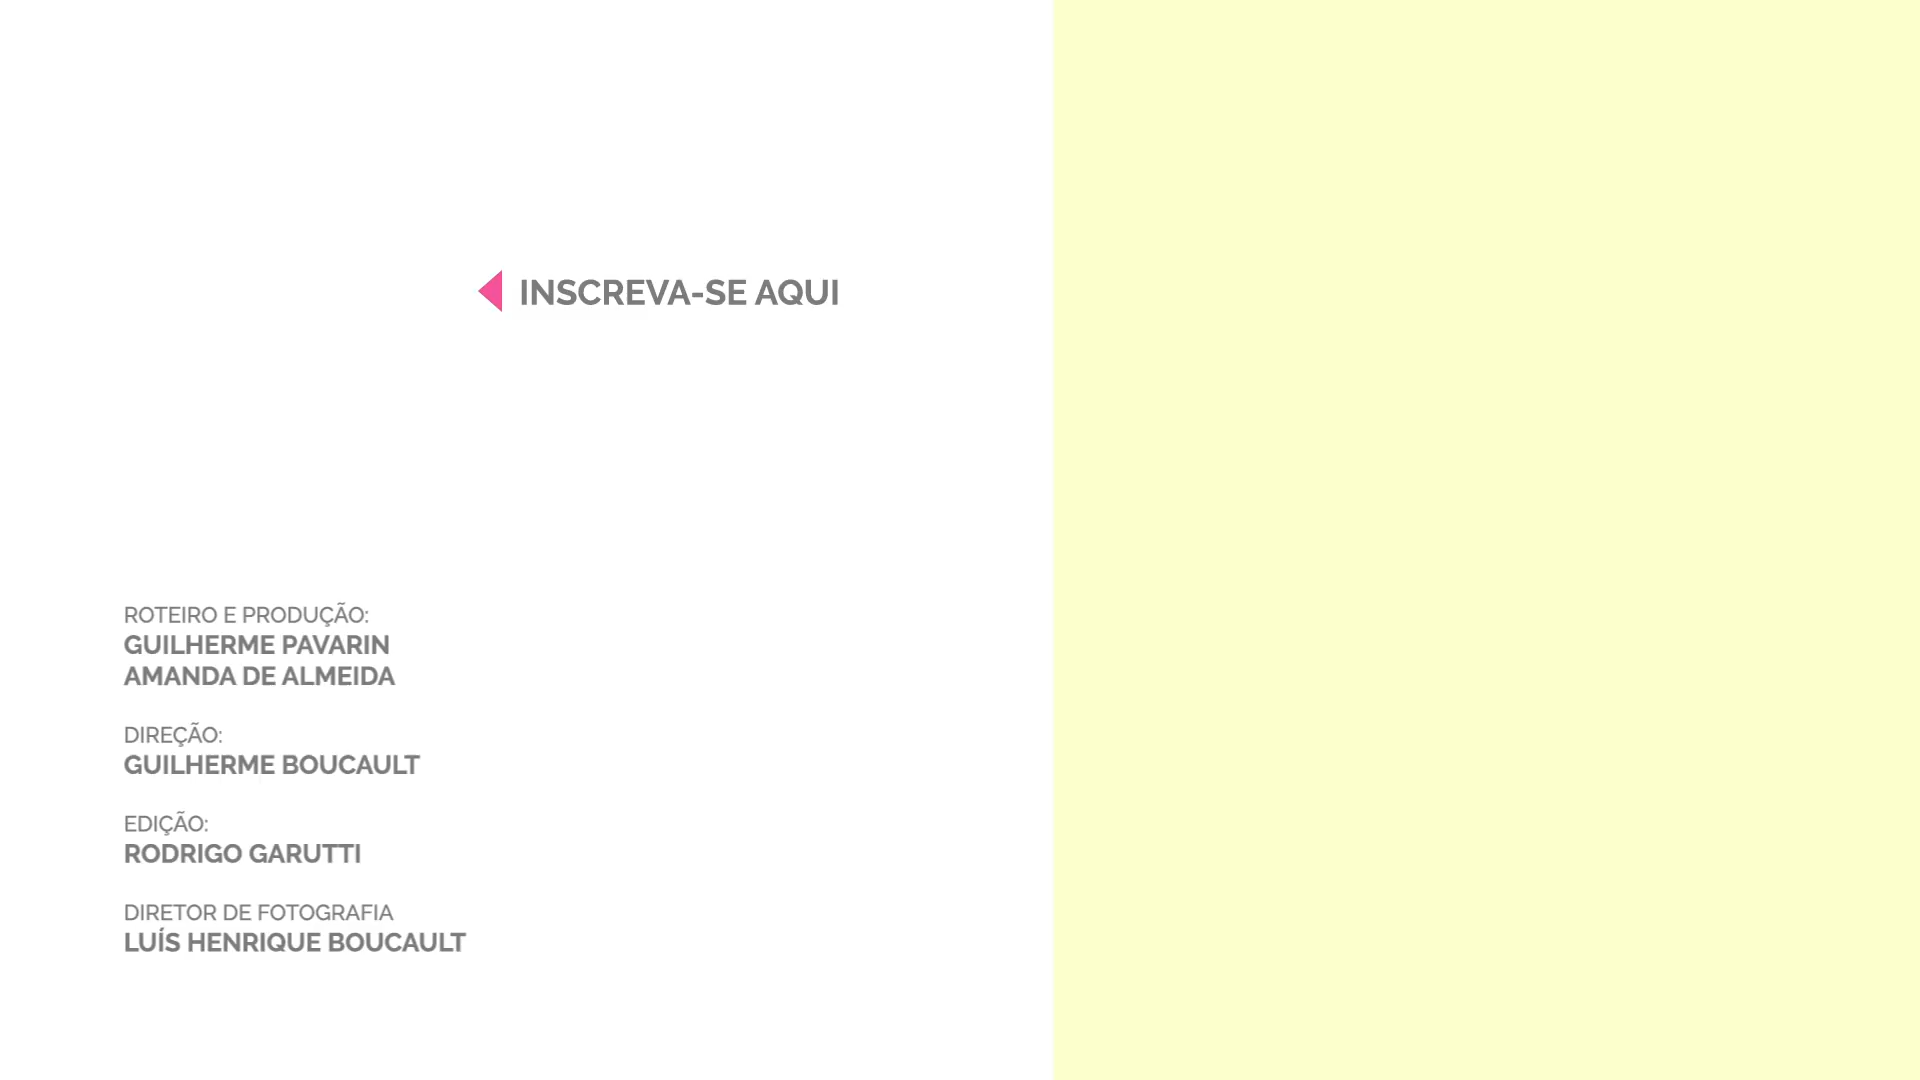 INSCREVA-SE AQUI
ROTEIRO E PRODUÇÃO:
GUILHERME PAVARIN
AMANDA DE ALMEIDA
DIREÇÃO:
GUILHERME BOUCAULT
EDIÇÃO:
RODRIGO GARUTTI
DIRETOR DE FOTOGRAFIA
LUÍS HENRIQUE BOUCAULT